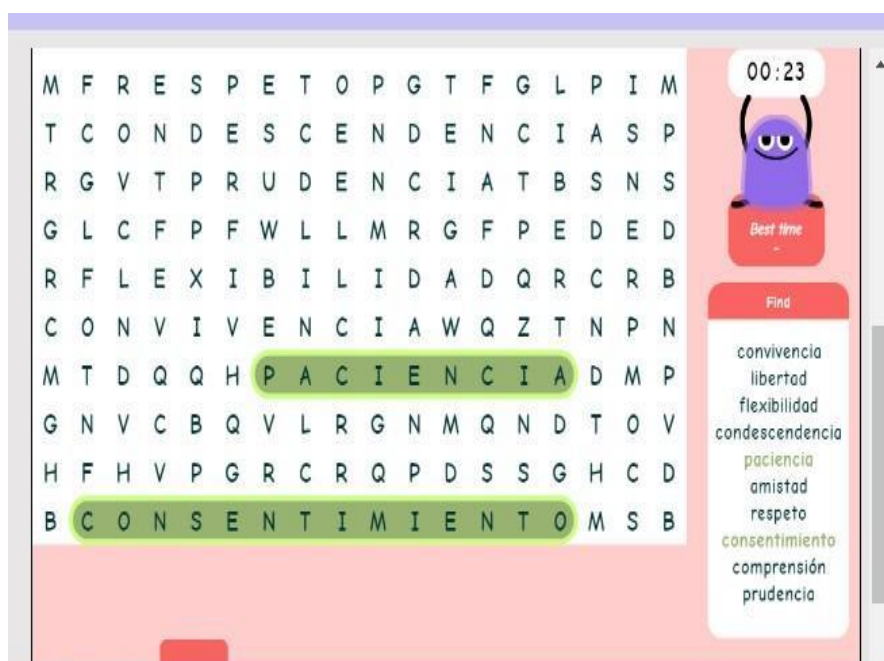 M F R E S P E T O P G T F G L P I M
T C O N D E S C E N D E N C I A S P
R G V T P R U D E N C I A T B S N S
G L C F P F W L L M R G F P E D E D
R F L E X I B I L I D A D Q R C R B
C O N V I V E N C I A W Q Z T N P N
M T D Q Q H P A C I E N C I A D M P
G N V C B Q V L R G N M Q N D T O V
H F H V P G R C R Q P D S S G H C D
B C O N S E N T I M I E N T O M S B
00:23
Best time
-
Find
convivencia
libertad
flexibilidad
condescendencia
paciencia
amistad
respeto
consentimiento
comprensión
prudencia